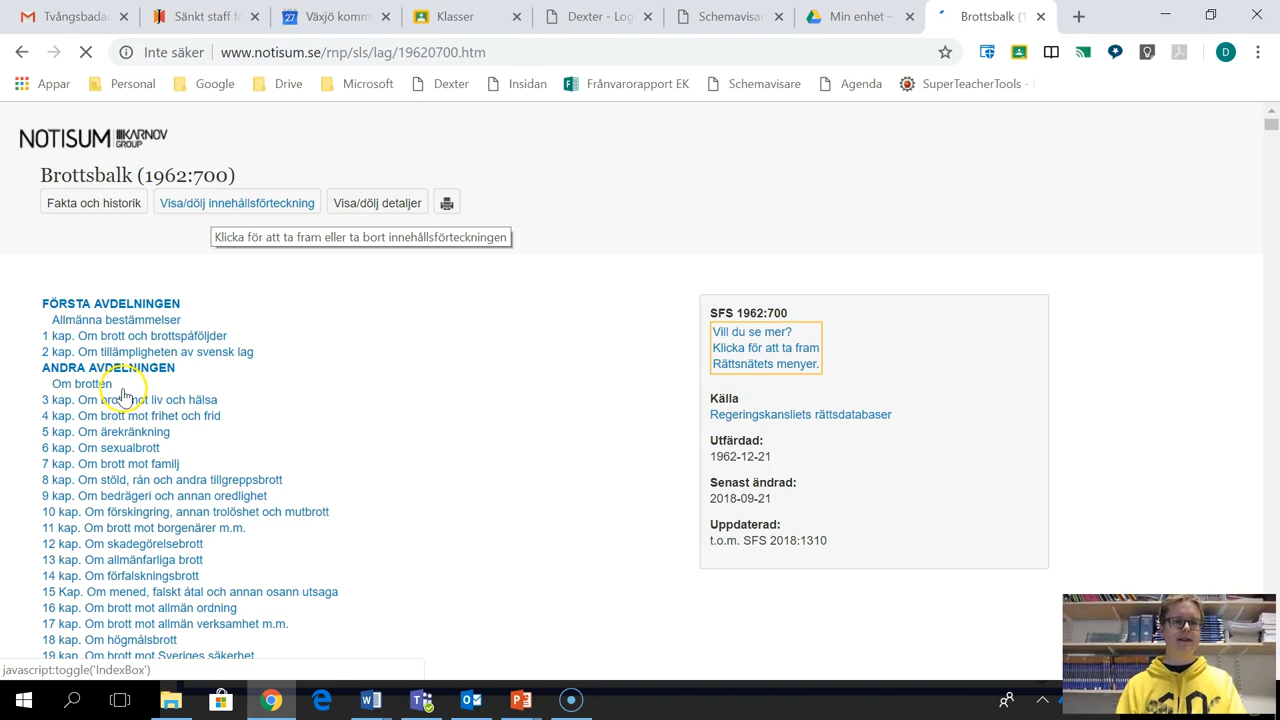 Tvångsbadar
Sänkt staff fö
27
Växjö komm
Klasser
Dexter - Log
Schemavisar
Min enhet –
Brottsbalk (1
Inte säker
www.notisum.se/rnp/sls/lag/19620700.htm
D
Appar
Personal
Google
Drive
Microsoft
Dexter
Insidan
Frånvarorapport EK
Schemavisare
Agenda
SuperTeacherTools -
NOTISUM KARNOV GROUP
Brottsbalk (1962:700)
Fakta och historik
Visa/dölj innehållsförteckning
Visa/dölj detaljer
Klicka för att ta fram eller ta bort innehållsförteckningen
FÖRSTA AVDELNINGEN
Allmänna bestämmelser
1 kap. Om brott och brottspåföljder
2 kap. Om tillämpligheten av svensk lag
ANDRA AVDELNINGEN
Om brotten
3 kap. Om brott mot liv och hälsa
4 kap. Om brott mot frihet och frid
5 kap. Om ärekränkning
6 kap. Om sexualbrott
7 kap. Om brott mot familj
8 kap. Om stöld, rån och andra tillgreppsbrott
9 kap. Om bedrägeri och annan oredlighet
10 kap. Om förskingring, annan trolöshet och mutbrott
11 kap. Om brott mot borgenärer m.m.
12 kap. Om skadegörelsebrott
13 kap. Om allmänfarliga brott
14 kap. Om förfalskningsbrott
15 Kap. Om mened, falskt åtal och annan osann utsaga
16 kap. Om brott mot allmän ordning
17 kap. Om brott mot allmän verksamhet m.m.
18 kap. Om högmålsbrott
19 kap. Om brott mot Sveriges säkerhet
SFS 1962:700
Vill du se mer?
Klicka för att ta fram
Rättsnätets menyer.
Källa
Regeringskansliets rättsdatabaser
Utfärdad:
1962-12-21
Senast ändrad:
2018-09-21
Uppdaterad:
t.o.m. SFS 2018:1310
javascript:toggle('IndexBox')